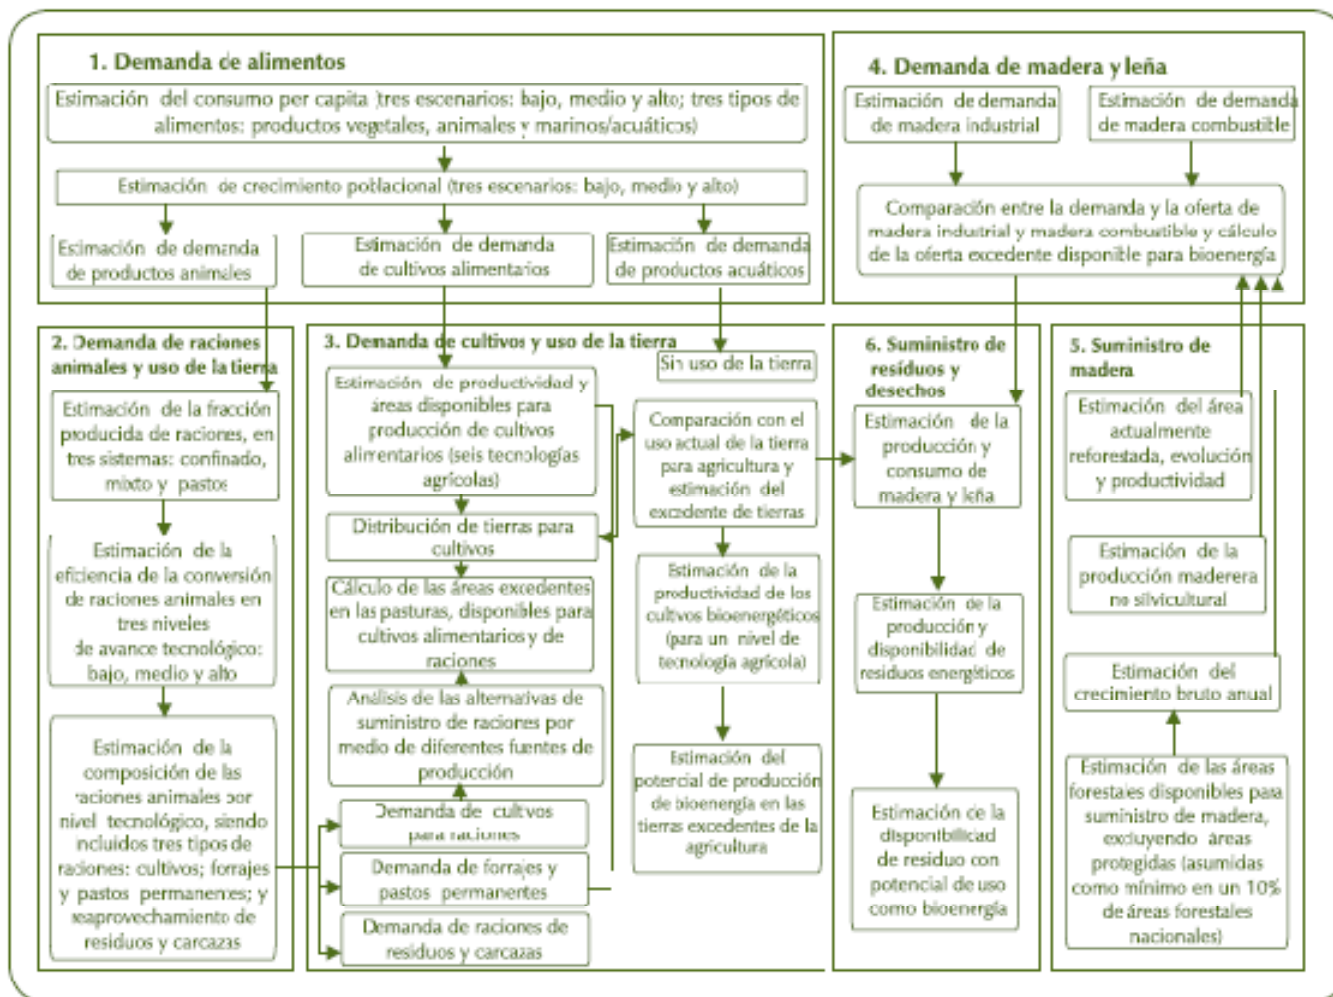 1. Demanda de alimentos
Estimación del consumo per capita (tres escenarios: bajo, medio y alto; tres tipos de
alimentos: productos vegetales, animales y marinos/acuáticos)
Estimación de crecimiento poblacional (tres escenarios: bajo, medio y alto)
Estimación de demanda
de productos animales
Estimación de demanda
de cultivos alimentarios
Estimación de demanda
de productos acuáticos
4. Demanda de madera y leña
Estimación de demanda
de madera industrial
Estimación de demanda
de madera combustible
Comparación entre la demanda y la oferta de
madera industrial y madera combustible y cálculo
de la oferta excedente disponible para bioenergía
2. Demanda de raciones
animales y uso de la tierra
Estimación de la fracción
producida de raciones, en
tres sistemas: confinado,
mixto y pastos
Estimación de la
eficiencia de la conversión
de raciones animales en
tres niveles
de avance tecnológico:
bajo, medio y alto
Estimación de la
composición de las
raciones animales por
nivel tecnológico, siendo
incluidos tres tipos de
raciones: cultivos; forrajes
y pastos permanentes; y
reaprovechamiento de
residuos y carcazas
3. Demanda de cultivos y uso de la tierra
Estimación de productividad y
áreas disponibles para
producción de cultivos
alimentarios (seis tecnologías
agrícolas)
Distribución de tierras para
cultivos
Cálculo de las áreas excedentes
en las pasturas, disponibles para
cultivos alimentarios y de
raciones
Análisis de las alternativas de
suministro de raciones por
medio de diferentes fuentes de
producción
Demanda de cultivos
para raciones
Demanda de forrajes y
pastos permanentes
Demanda de raciones de
residuos y carcazas
Sin uso de la tierra
Comparación con el
uso actual de la tierra
para agricultura y
estimación del
excedente de tierras
Estimación de la
productividad de los
cultivos bioenergéticos
(para un nivel de
tecnología agrícola)
Estimación del
potencial de producción
de bioenergía en las
tierras excedentes de la
agricultura
6. Suministro de
resíduos y
desechos
Estimación de la
producción y
consumo de
madera y leña
Estimación de la
producción y
disponibilidad de
residuos energéticos
Estimación de la
disponibilidad
de residuo con
potencial de uso
como bioenergía
5. Suministro de
madera
Estimación del área
actualmente
reforestada, evolución
y productividad
Estimación de la
producción maderera
no silvicultural
Estimación del
crecimiento bruto anual
Estimación de las áreas
forestales disponibles para
suministro de madera,
excluyendo áreas
protegidas (asumidas
como mínimo en un 10%
de áreas forestales
nacionales)